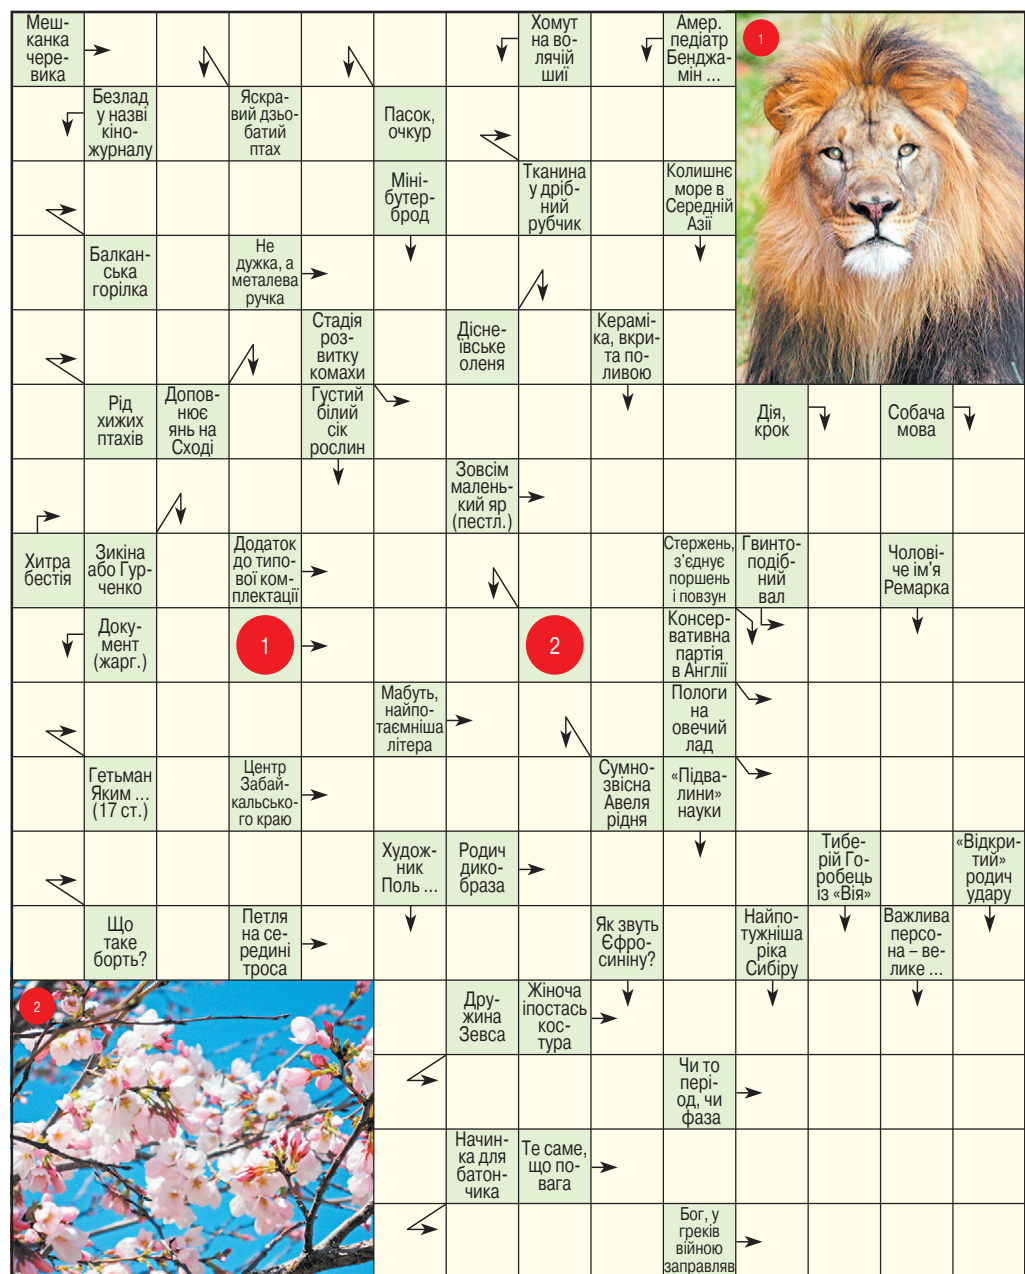 Меш-
канка
чере-
вика
Хомут
на во-
лячій
шиї
Амер.
педіатр
Бенджа-
мін ...
1
Безлад
у назві
кіно-
журналу
Яскра-
вий дзьо-
батий
птах
Пасок,
очкур
Міні-
бутер-
брод
Тканина
у дріб-
ний
рубчик
Колишнє
море в
Середній
Азії
Балкан-
ська
горілка
Не
дужка, а
металева
ручка
Стадія
роз-
витку
комахи
Дісне-
ївське
оленя
Керамі-
ка, вкри-
та по-
ливою
Рід
хижих
птахів
Допов-
нює
янь на
Сході
Густий
білий
сік
рослин
Дія,
крок
Собача
мова
Зовсім
малень-
кий яр
(пестл.)
Хитра
бестія
Зикіна
або Гур-
ченко
Додаток
до типо-
вої ком-
плектації
Стержень,
з’єднує
поршень
і повзун
Гвинто-
подіб-
ний
вал
Чолові-
че ім’я
Ремарка
Доку-
мент
(жарг.)
1
2
Консер-
вативна
партія
в Англії
Мабуть,
найпо-
таємніша
літера
Пологи
на
овечий
лад
Гетьман
Яким ...
(17 ст.)
Центр
Забай-
кальсько-
го краю
Сумно-
звісна
Авеля
рідня
«Підва-
лини»
науки
Худож-
ник
Поль ...
Родич
дико-
браза
Тибе-
рій Го-
робець
із «Вія»
«Відкри-
тий»
родич
удару
Що
таке
борть?
Петля
на се-
редині
троса
Як звуть
Єфро-
синіну?
Найпо-
тужніша
ріка
Сибіру
Важлива
персо-
на – ве-
лике ...
2
Дру-
жина
Зевса
Жіноча
іпостась
кос-
тура
Чи то
пері-
од, чи
фаза
Начин-
ка для
батон-
чика
Те саме,
що по-
вага
Бог, у
греків
війною
заправляв